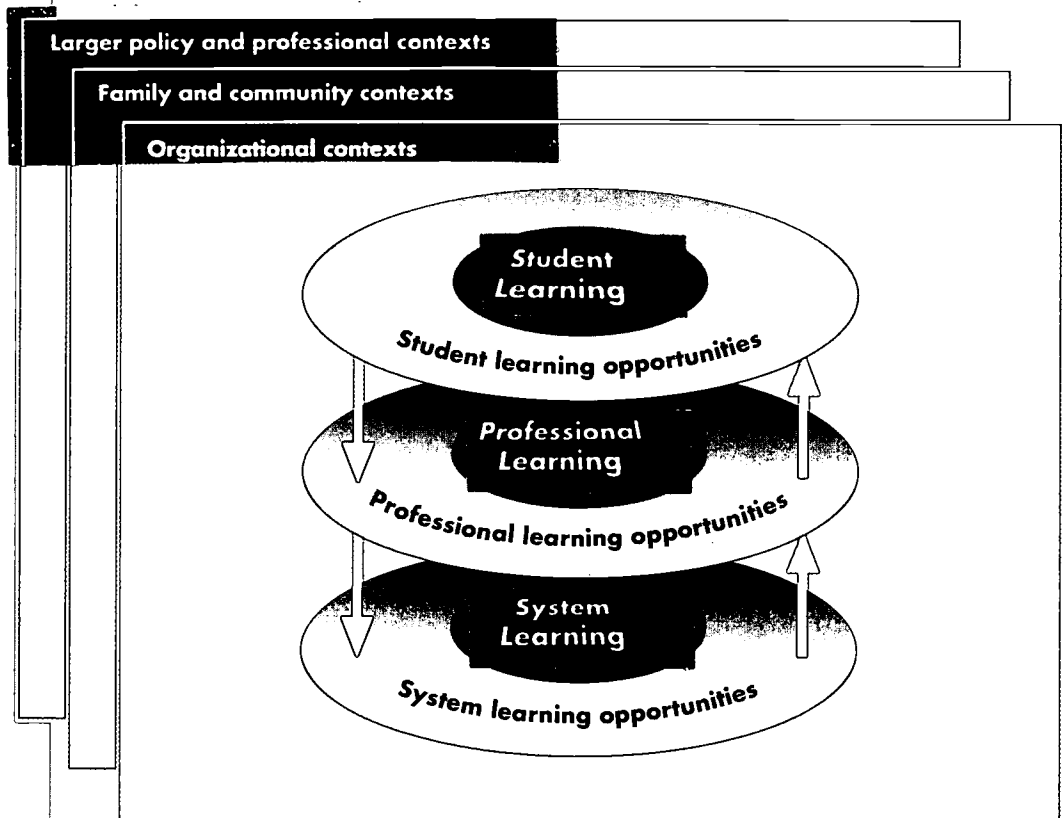 Larger policy and professional contexts
Family and community contexts
Organizational contexts
Student
Learning
Student learning opportunities
Professional
Learning
Professional learning opportunities
System
Learning
System learning opportunities